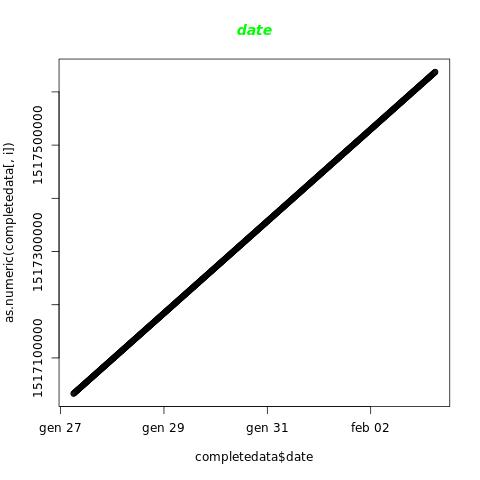 date
as.numeric(completedata[, i])
1517500000
1517300000
1517100000
gen 27 gen 29 gen 31 feb 02
completedata$date